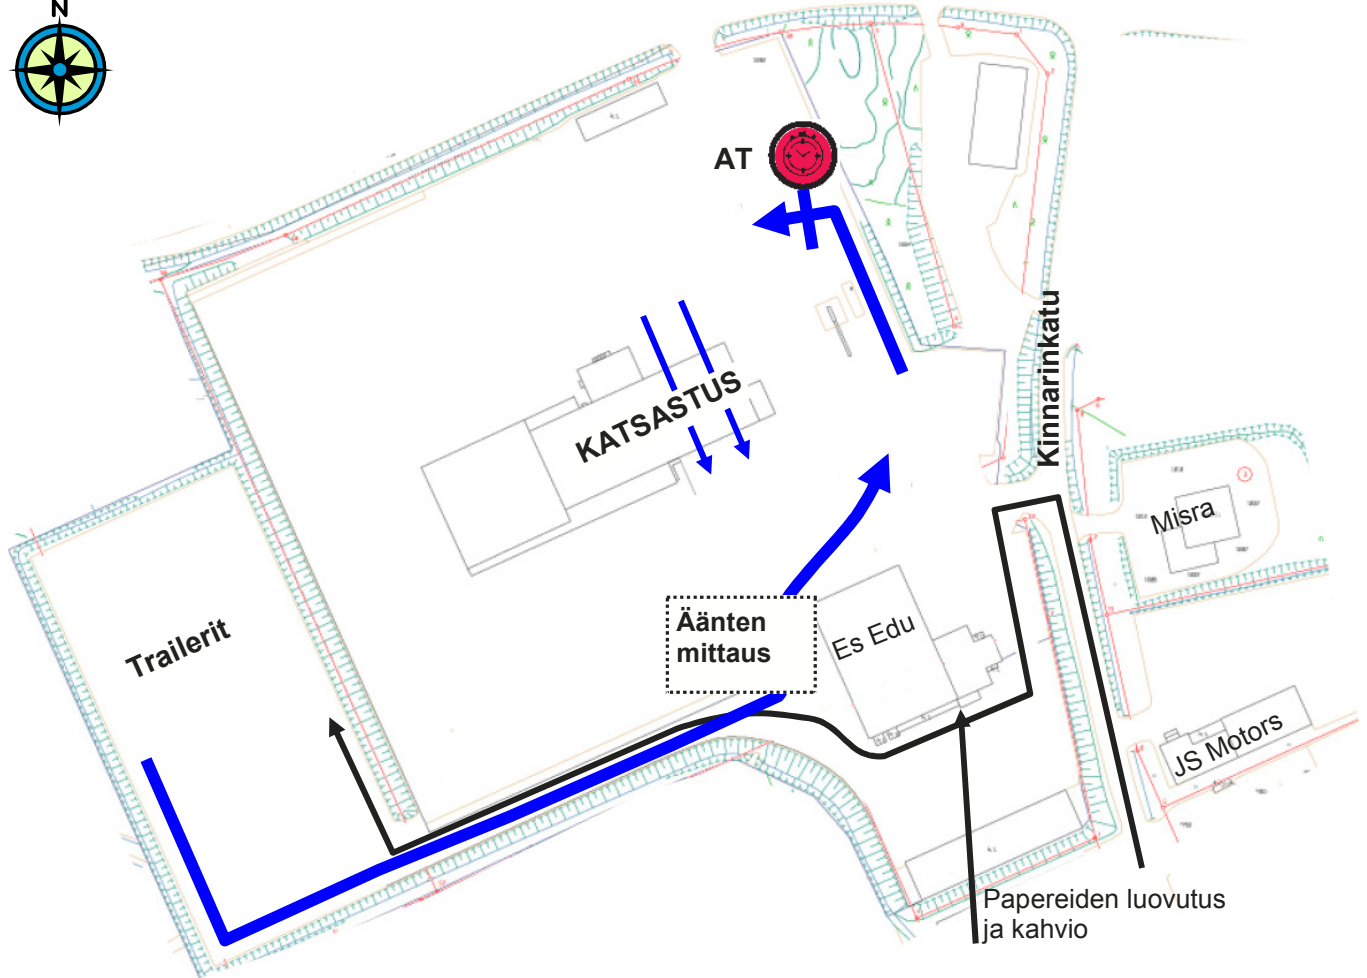 N
AT
Kinnarinkatu
KATSASTUS
Misra
Äänten
mittaus
Es Edu
Trailerit
JS Motors
Papereiden luovutus
ja kahvio